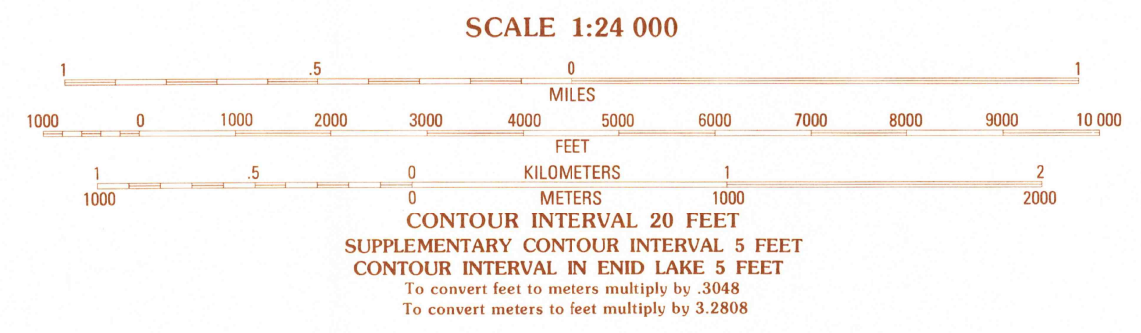 SCALE 1:24 000
1 .5 0 1
MILES
1000 0 1000 2000 3000 4000 5000 6000 7000 8000 9000 10 000
FEET
1 .5 0 KILOMETERS 1 2
1000 0 METERS 1000 2000
CONTOUR INTERVAL 20 FEET
SUPPLEMENTARY CONTOUR INTERVAL 5 FEET
CONTOUR INTERVAL IN ENID LAKE 5 FEET
To convert feet to meters multiply by .3048
To convert meters to feet multiply by 3.2808